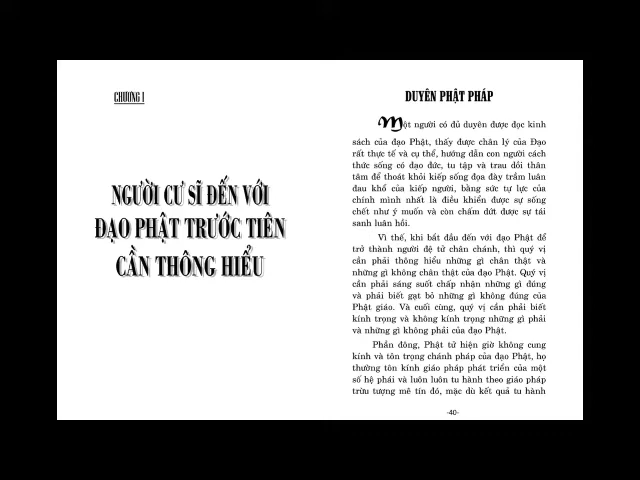 CHƯƠNG I
NGƯỜI CƯ SĨ ĐẾN VỚI
ĐẠO PHẬT TRƯỚC TIÊN
CẦN THÔNG HIỂU
DUYÊN PHẬT PHÁP
Một người có đủ duyên được đọc kinh
sách của đạo Phật, thấy được chân lý của Đạo
rất thực tế và cụ thể, hướng dẫn con người cách
thức sống có đạo đức, tu tập và trau dồi thân
tâm để thoát khỏi kiếp sống đọa đày trầm luân
đau khổ của kiếp người, bằng sức tự lực của
chính mình nhất là điều khiển được sự sống
chết như ý muốn và còn chấm dứt được sự tái
sanh luân hồi.
Vì thế, khi bắt đầu đến với đạo Phật để
trở thành người đệ tử chân chánh, thì quý vị
cần phải thông hiểu những gì chân thật và
những gì không chân thật của đạo Phật. Quý vị
cần phải sáng suốt chấp nhận những gì đúng
và phải biết gạt bỏ những gì không đúng của
Phật giáo. Và cuối cùng, quý vị cần phải biết
kính trọng và không kính trọng những gì phải
và những gì không phải của đạo Phật.
Phần đông, Phật tử hiện giờ không cung
kính và tôn trọng chánh pháp của đạo Phật, họ
thường tôn kính giáo pháp phát triển của một
số hệ phái và luôn luôn tu hành theo giáo pháp
trừu tượng mê tín đó, mặc dù kết quả tu hành
-40-